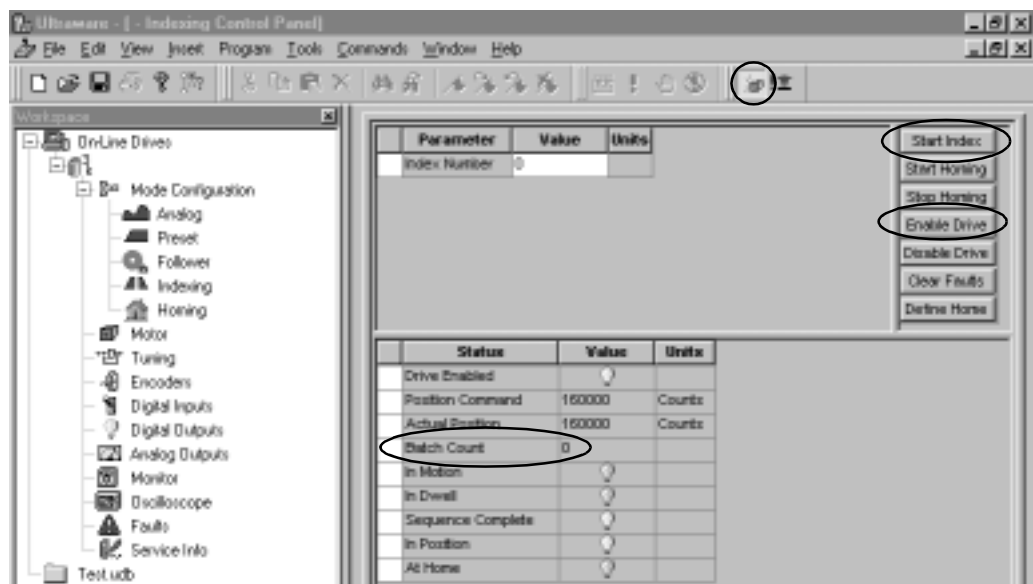 Ultraware - [ - Indexing Control Panel]
File Edit View Insert Program Tools Commands Window Help
Workspace
On-Line Drives
Mode Configuration
Analog
Preset
Follower
Indexing
Homing
Motor
Tuning
Encoders
Digital Inputs
Digital Outputs
Analog Outputs
Monitor
Oscilloscope
Faults
Service Info
Test.udb
Parameter Value Units
Index Number 0
Start Index
Start Homing
Stop Homing
Enable Drive
Disable Drive
Clear Faults
Define Home
Status Value Units
Drive Enabled
Position Command 160000 Counts
Actual Position 160000 Counts
Batch Count 0
In Motion
In Dwell
Sequence Complete
In Position
At Home